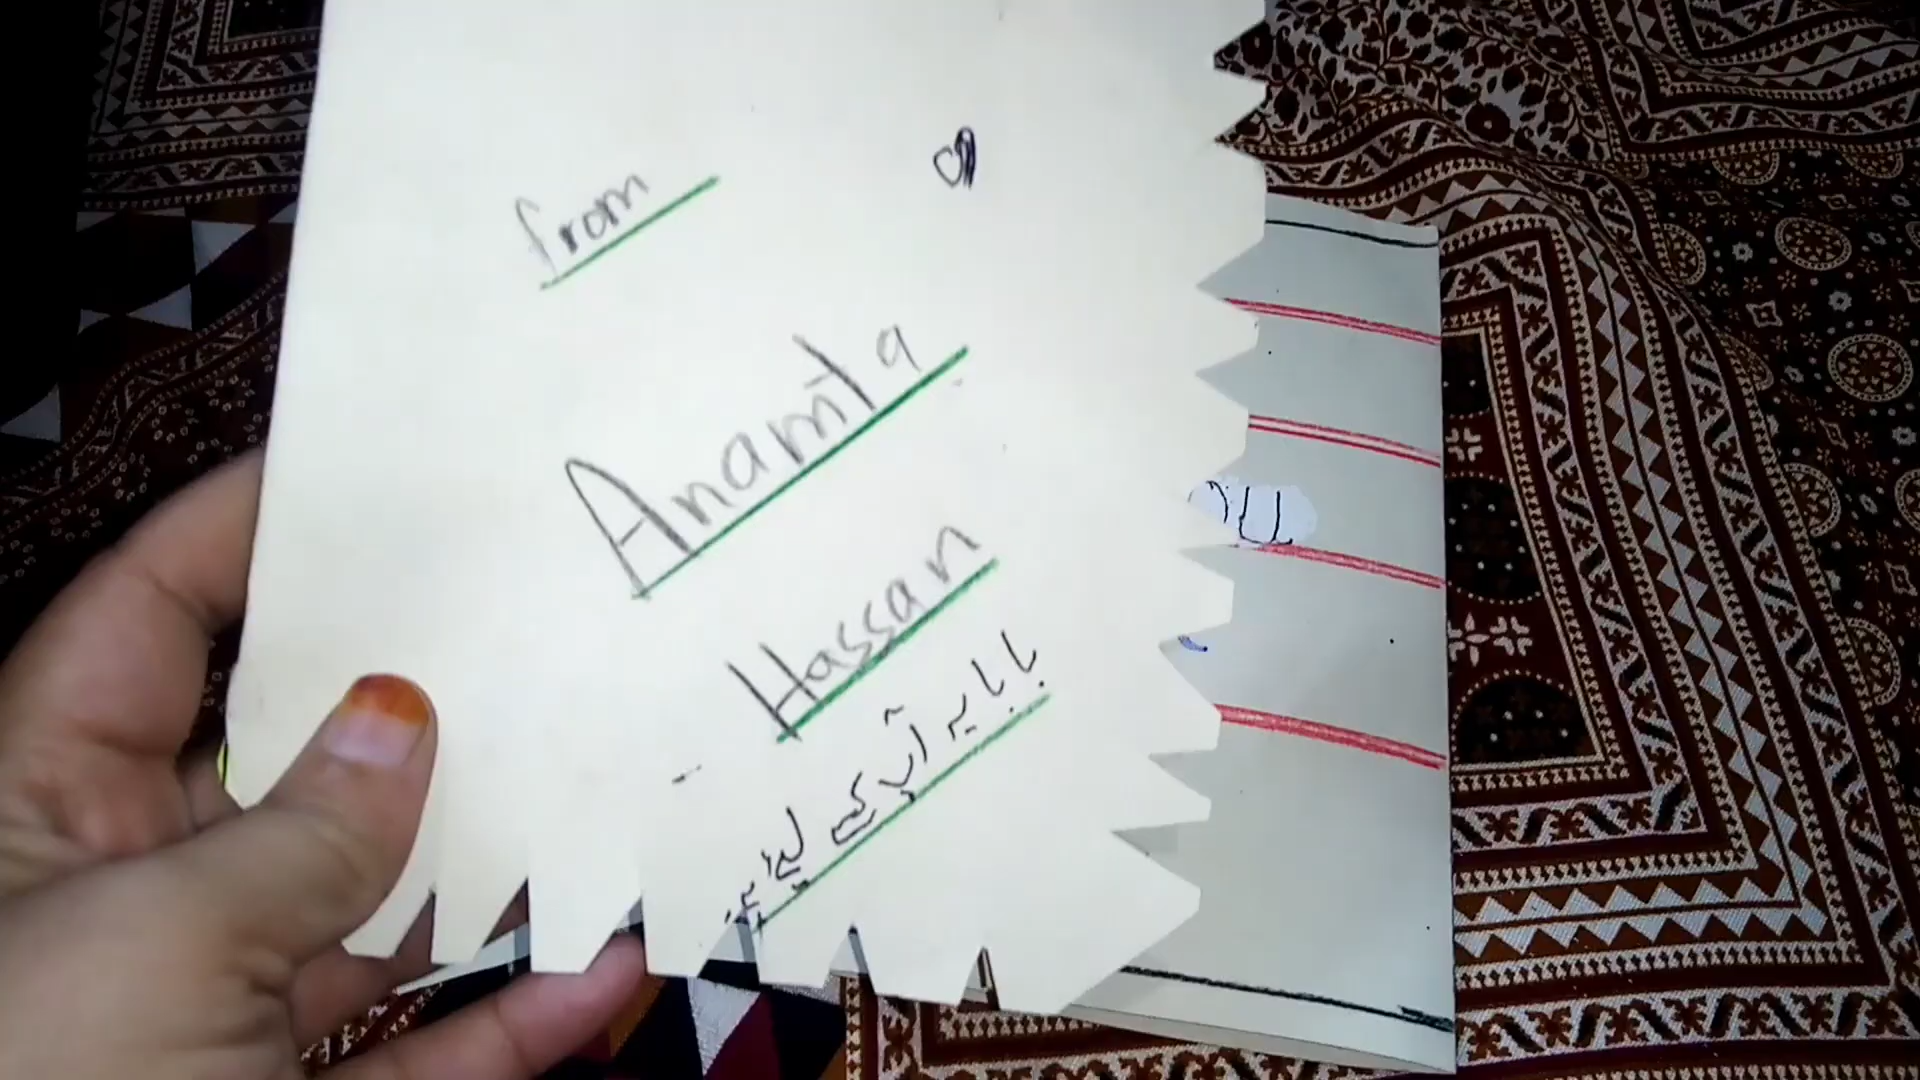 from
Anamta
Hassan
بابا یہ آپ کے لیے ہے